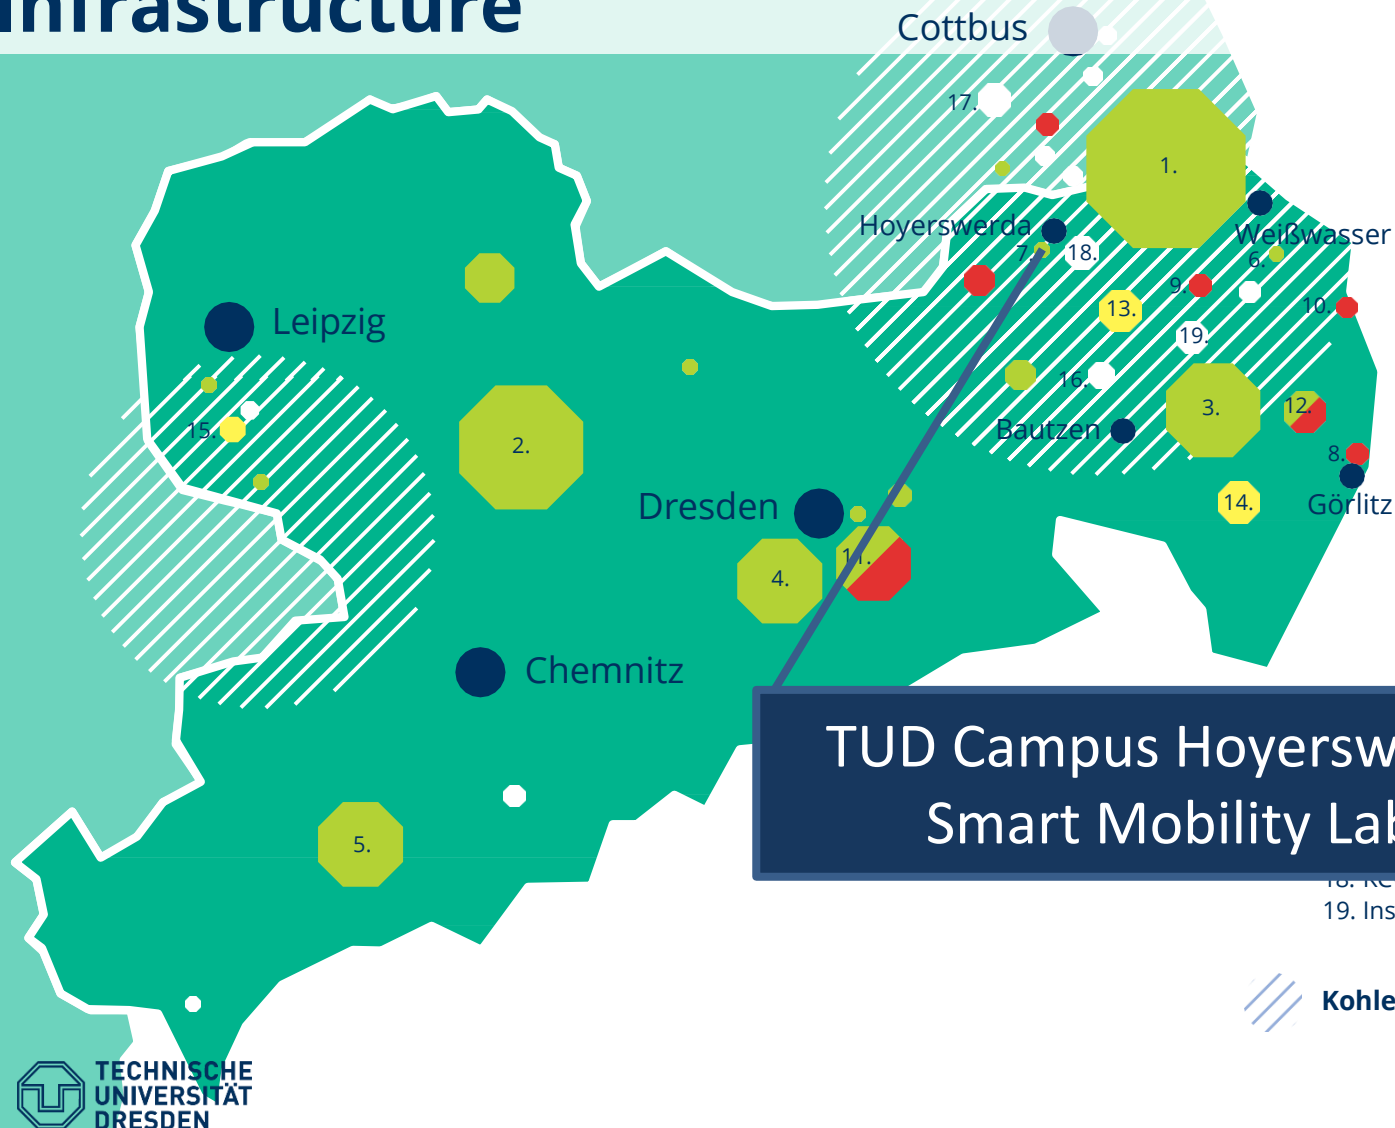 Infrastructure
Cottbus
17.
1.
Hoyerswerda
7.
18.
Weißwasser
6.
9.
10.
13.
19.
Leipzig
16.
3.
12.
15.
Bautzen
2.
8.
Dresden
14.
Görlitz
11.
4.
Chemnitz
TUD Campus Hoyersw
Smart Mobility Lab
5.
18.
19. Ins
Kohle
TECHNISCHE
UNIVERSITÄT
DRESDEN